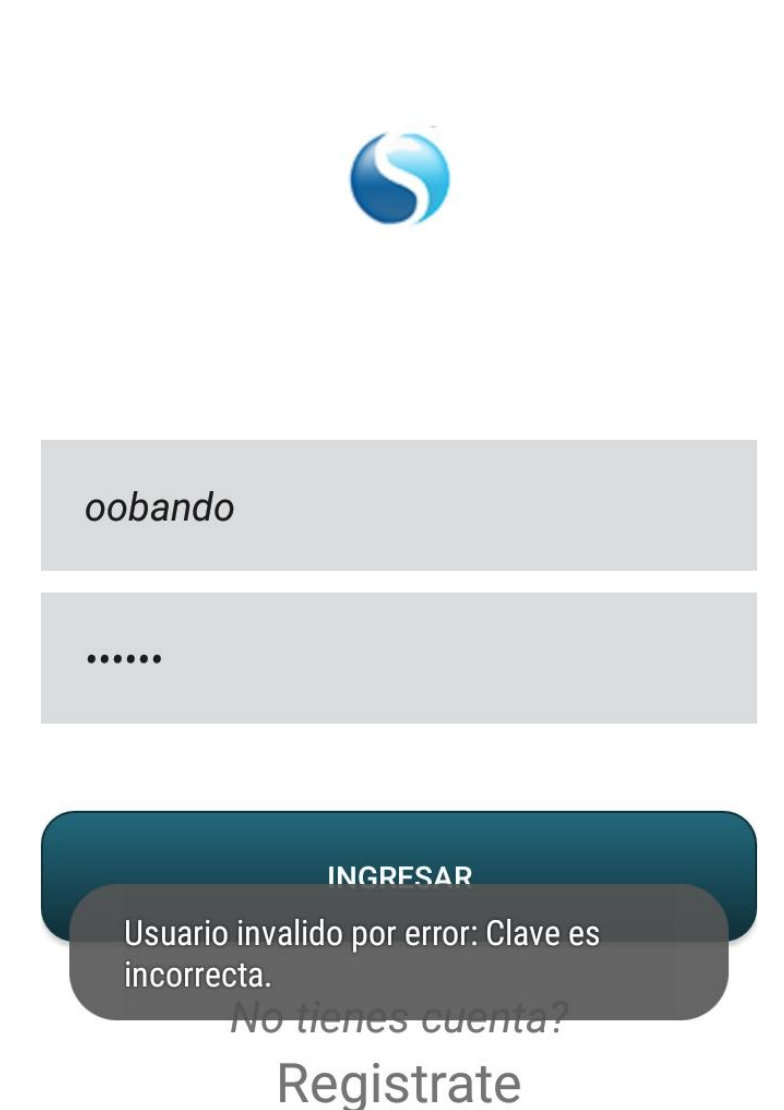 oobando
••••••
INGRESAR
Usuario invalido por error: Clave es
incorrecta.
No tienes cuenta?
Registrate